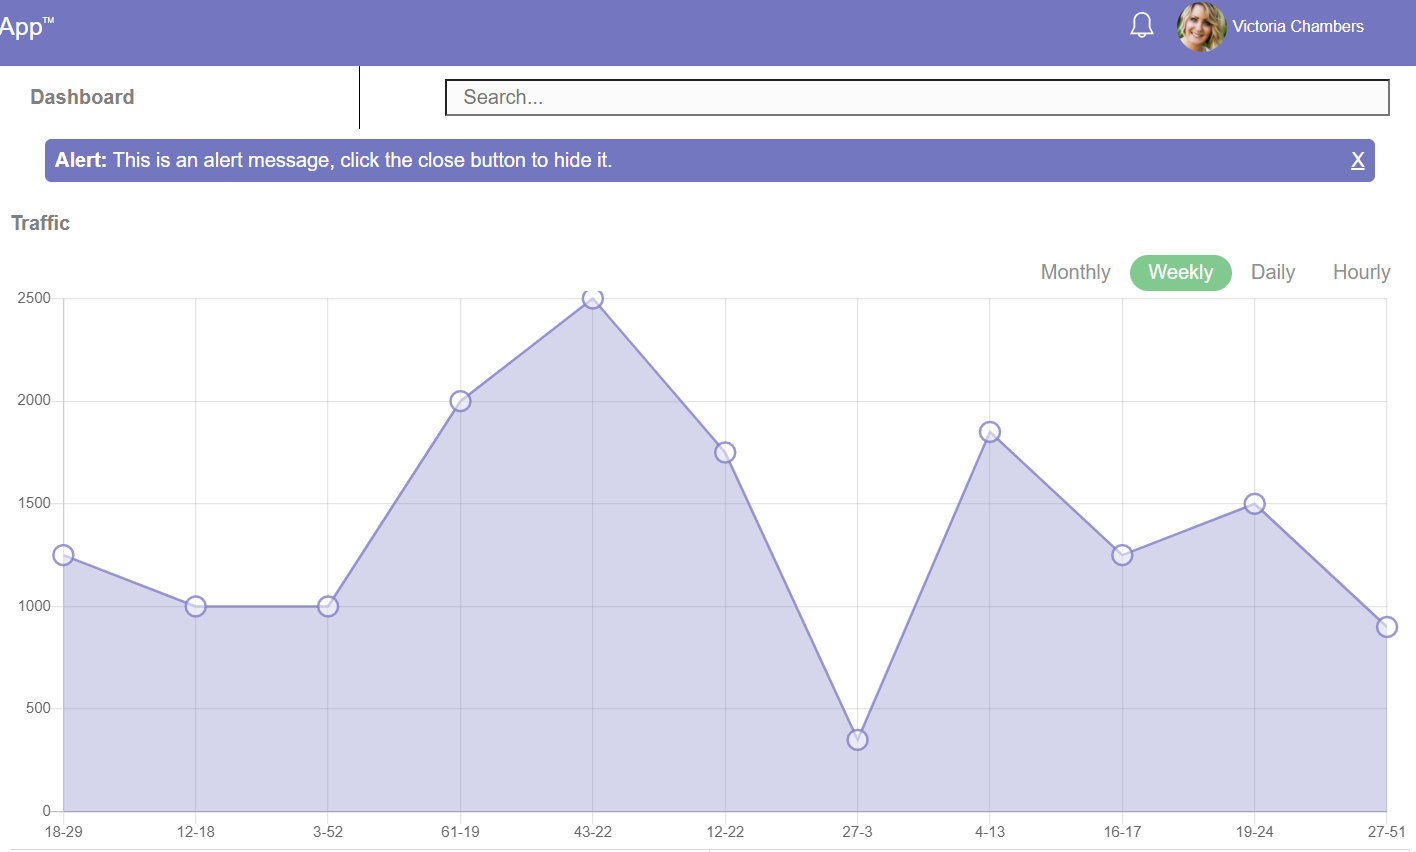 App™
Victoria Chambers
Dashboard
Search...
Alert: This is an alert message, click the close button to hide it.
X
Traffic
Monthly Weekly Daily Hourly
2500
2000
1500
1000
500
0
18-29 12-18 3-52 61-19 43-22 12-22 27-3 4-13 16-17 19-24 27-51